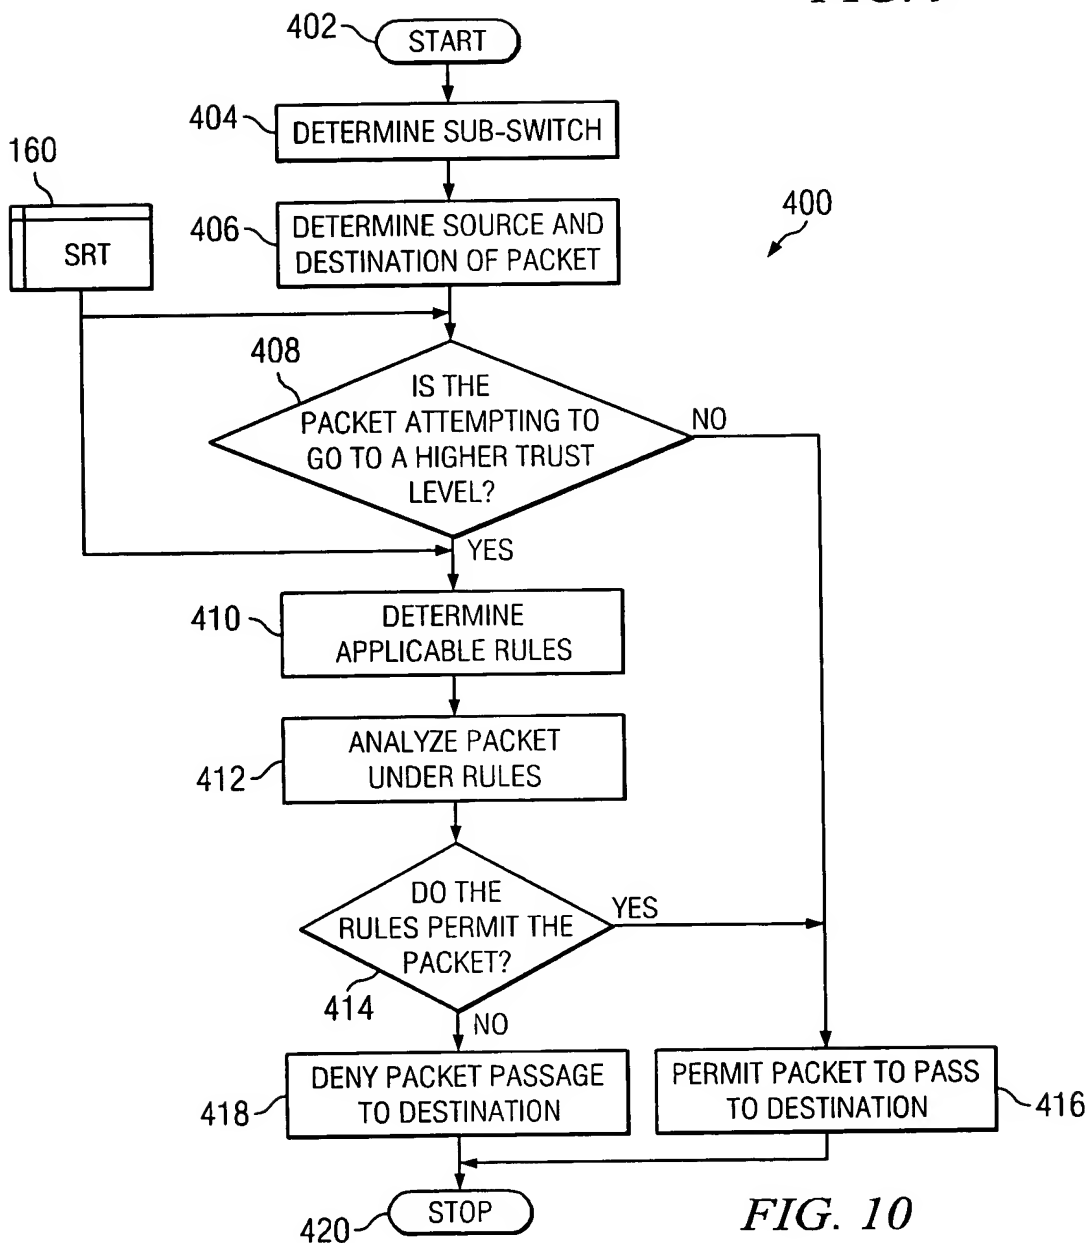 402
START
404
DETERMINE SUB-SWITCH
160
SRT
406
DETERMINE SOURCE AND
DESTINATION OF PACKET
400
408
IS THE
PACKET ATTEMPTING TO
GO TO A HIGHER TRUST
LEVEL?
NO
YES
410
DETERMINE
APPLICABLE RULES
412
ANALYZE PACKET
UNDER RULES
DO THE
RULES PERMIT THE
PACKET?
YES
414
NO
418
DENY PACKET PASSAGE
TO DESTINATION
PERMIT PACKET TO PASS
TO DESTINATION
416
420
STOP
FIG. 10